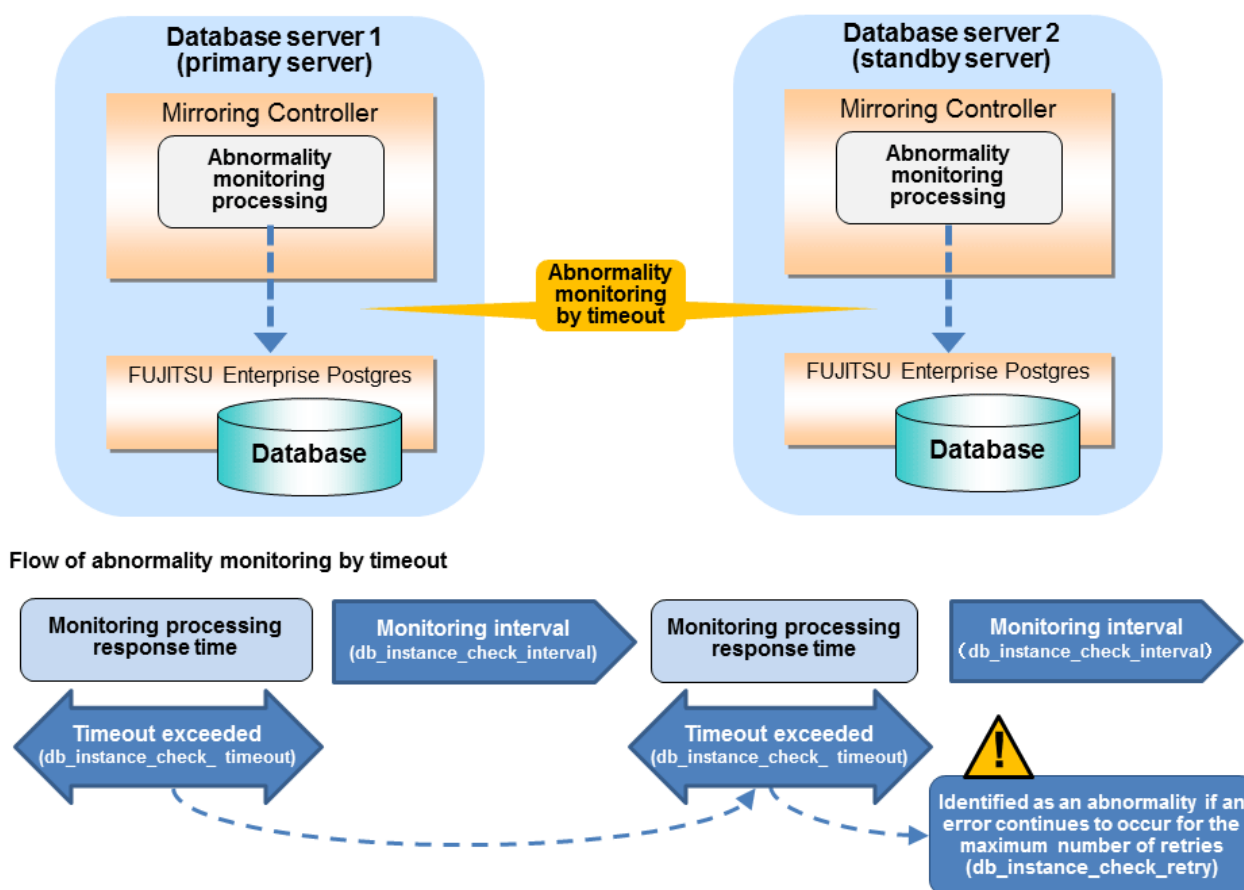 Database server 1
(primary server)
Mirroring Controller
Abnormality
monitoring
processing
FUJITSU Enterprise Postgres
Database
Abnormality
monitoring
by timeout
Database server 2
(standby server)
Mirroring Controller
Abnormality
monitoring
processing
FUJITSU Enterprise Postgres
Database
Flow of abnormality monitoring by timeout
Monitoring processing
response time
Monitoring interval
(db_instance_check_interval)
Monitoring processing
response time
Monitoring interval
（db_instance_check_interval）
Timeout exceeded
(db_instance_check_ timeout)
Timeout exceeded
(db_instance_check_ timeout)
!
Identified as an abnormality if an
error continues to occur for the
maximum number of retries
(db_instance_check_retry)